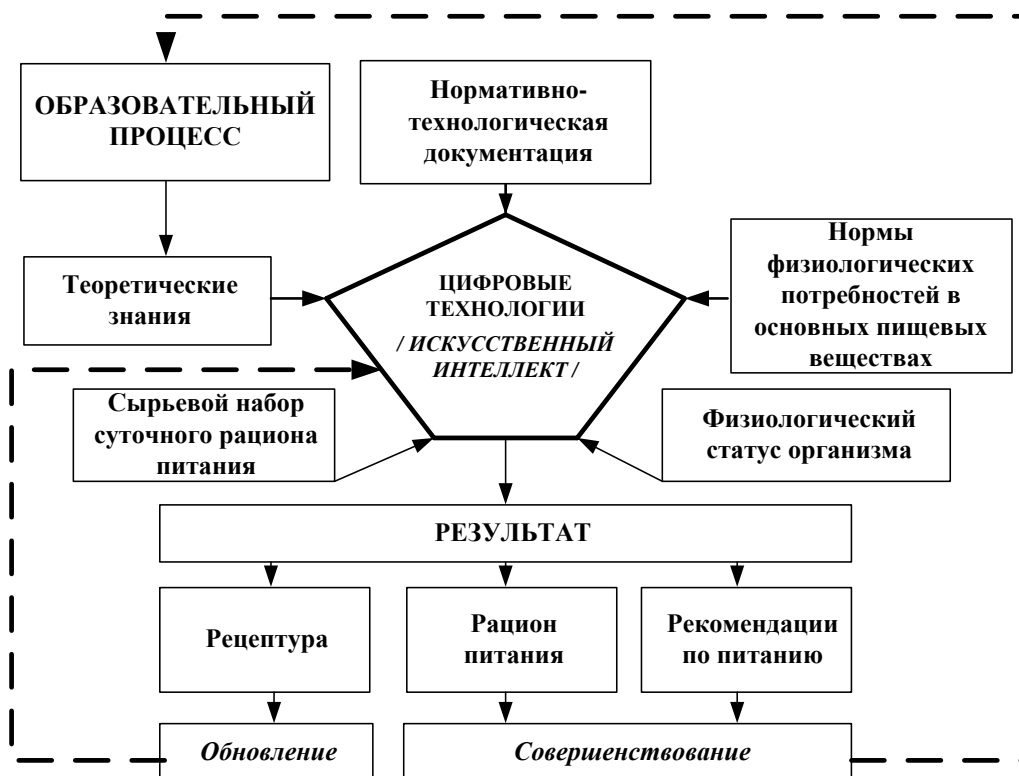 ОБРАЗОВАТЕЛЬНЫЙ
ПРОЦЕСС
Нормативно-
технологическая
документация
Теоретические
знания
ЦИФРОВЫЕ
ТЕХНОЛОГИИ
/ ИСКУССТВЕННЫЙ
ИНТЕЛЛЕКТ /
Нормы
физиологических
потребностей в
основных пищевых
веществах
Сырьевой набор
суточного рациона
питания
Физиологический
статус организма
РЕЗУЛЬТАТ
Рецептура
Рацион
питания
Рекомендации
по питанию
Обновление
Совершенствование